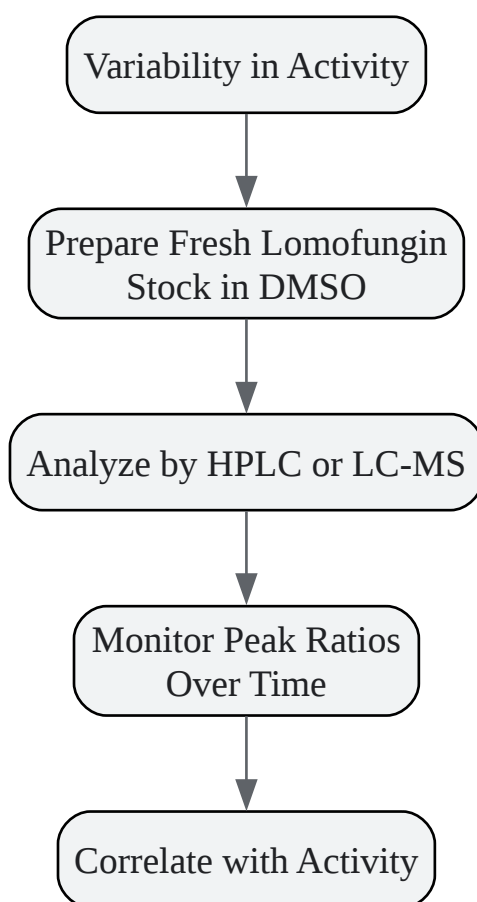 Variability in Activity
Prepare Fresh Lomofungin
Stock in DMSO
Analyze by HPLC or LC-MS
Monitor Peak Ratios
Over Time
Correlate with Activity